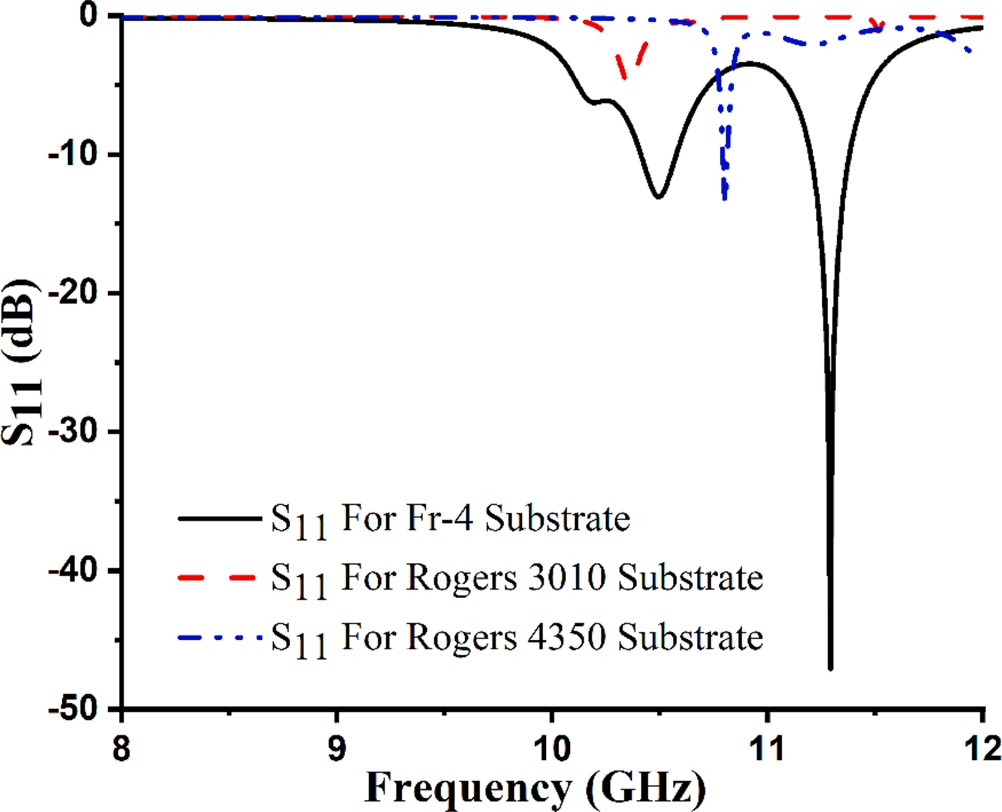 0
-10
-20
-30
-40
-50
S11 (dB)
S11 For Fr-4 Substrate
S11 For Rogers 3010 Substrate
S11 For Rogers 4350 Substrate
8 9 10 11 12
Frequency (GHz)